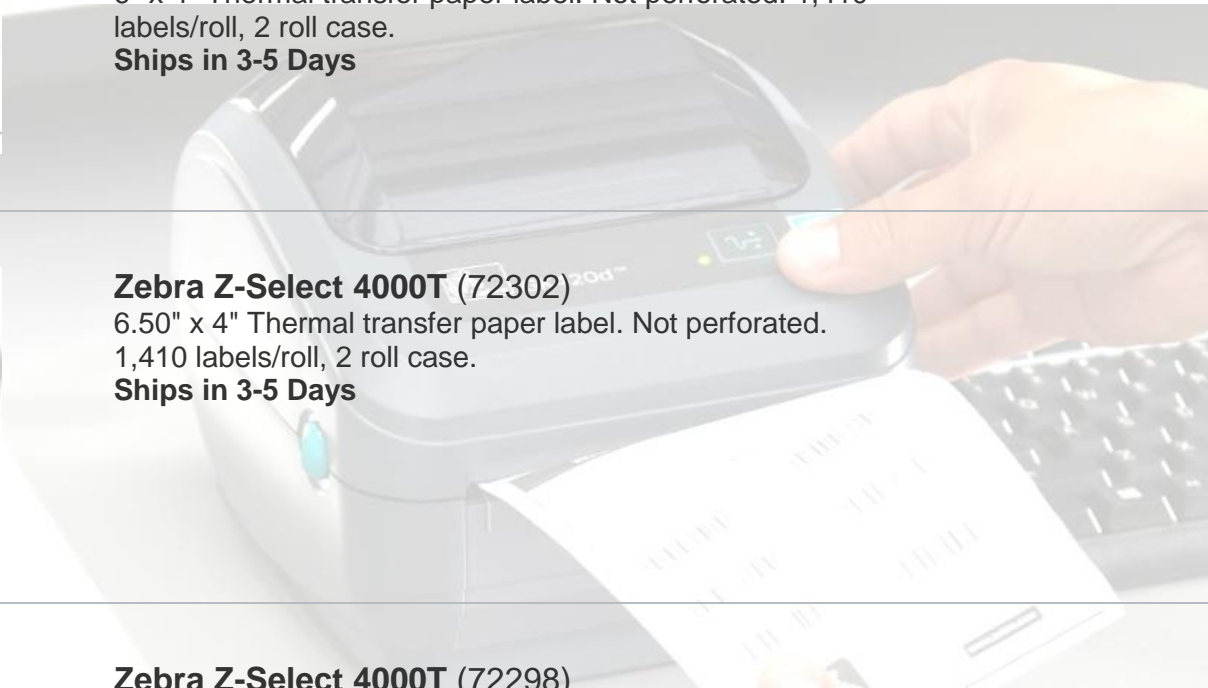 labels/roll, 2 roll case.
Ships in 3-5 Days
Zebra Z-Select 4000T (72302)
6.50" x 4" Thermal transfer paper label. Not perforated.
1,410 labels/roll, 2 roll case.
Ships in 3-5 Days
Zebra Z-Select 4000T (72298)